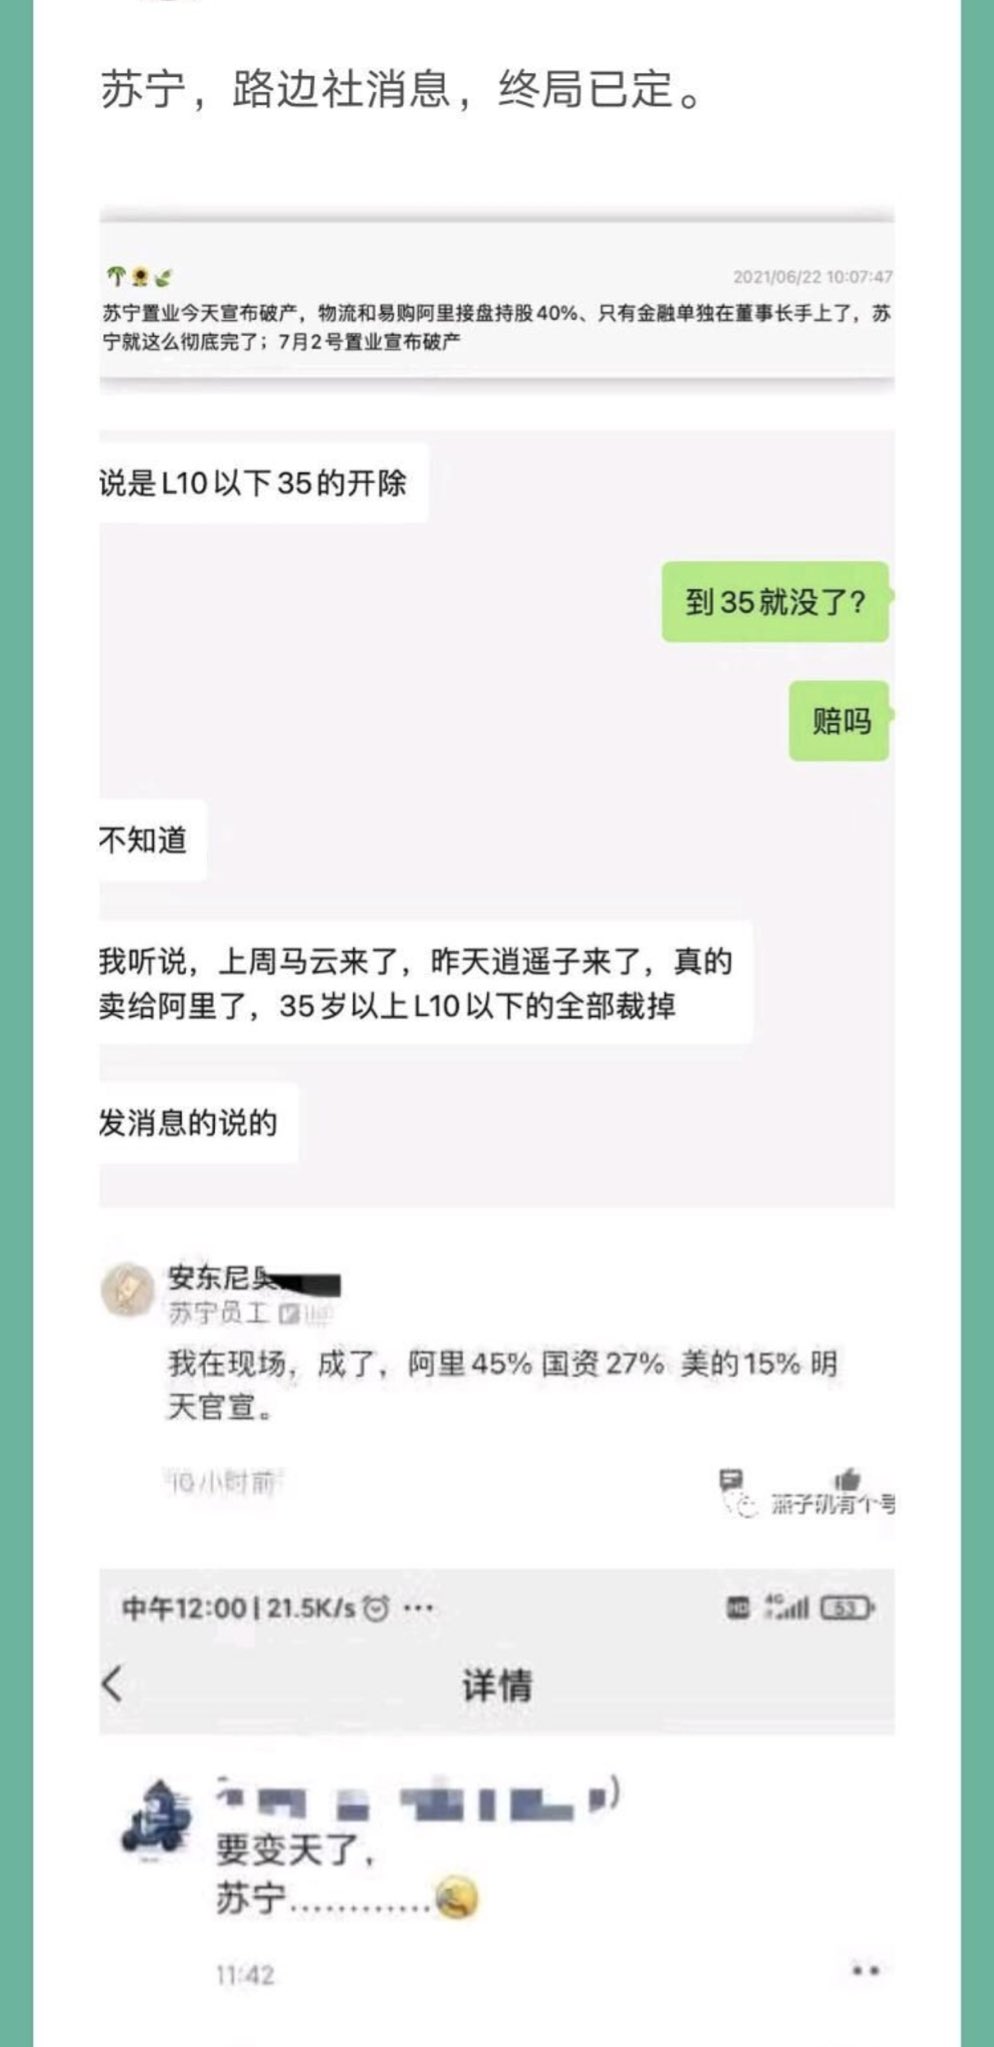 苏宁，路边社消息，终局已定。
2021/06/22 10:07:47
苏宁置业今天宣布破产，物流和易购阿里接盘持股40%、只有金融单独在董事长手上了，苏
宁就这么彻底完了；7月2号置业宣布破产
说是L10以下35的开除
到35就没了?
赔吗
不知道
我听说，上周马云来了，昨天逍遥子来了，真的
卖给阿里了，35岁以上L10以下的全部裁掉
发消息的说的
安东尼奥
苏宁员工
我在现场，成了，阿里45% 国资27% 美的15% 明
天官宣。
10小时前
燕子矶有个号
中午12:00 | 21.5K/s ...
HD 4G 53
详情
要变天了，
苏宁............
11:42